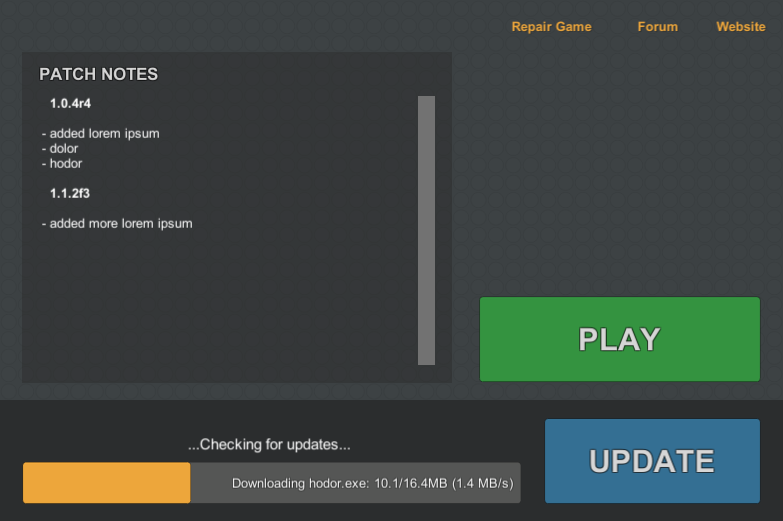 Repair Game Forum Website
PATCH NOTES
1.0.4r4
- added lorem ipsum
- dolor
- hodor
1.1.2f3
- added more lorem ipsum
PLAY
...Checking for updates...
Downloading hodor.exe: 10.1/16.4MB (1.4 MB/s)
UPDATE